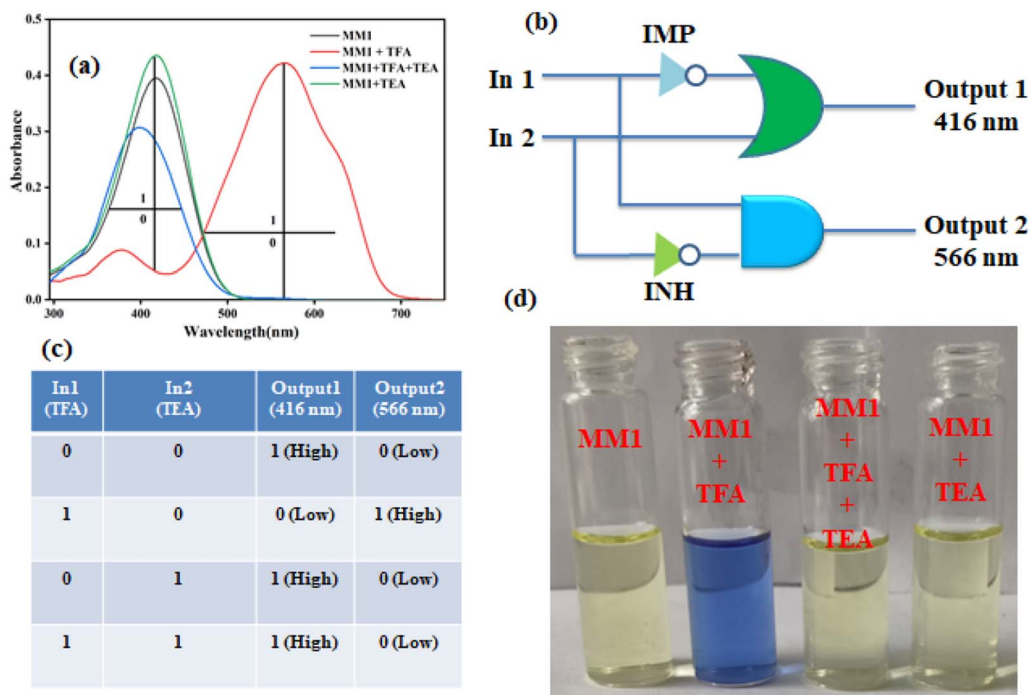 (a)
0.5
0.4
0.3
0.2
0.1
0.0
Absorbance
300
400
500
600
700
Wavelength(nm)
MM1
MM1 + TFA
MM1+TFA+TEA
MM1+TEA
1
0
1
0
(b)
IMP
In 1
In 2
Output 1
416 nm
Output 2
566 nm
INH
(c)
In1 In2 Output1 Output2
(TFA) (TEA) (416 nm) (566 nm)
0 0 1 (High) 0 (Low)
1 0 0 (Low) 1 (High)
0 1 1 (High) 0 (Low)
1 1 1 (High) 0 (Low)
(d)
MM1
MM1
+
TFA
MM1
+
TFA
+
TEA
MM1
+
TEA